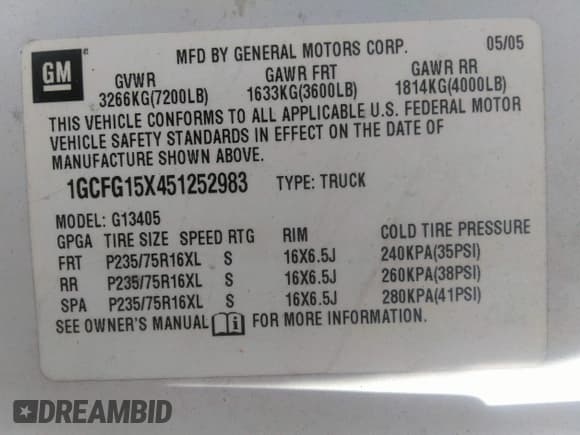 GM
MFD BY GENERAL MOTORS CORP. 05/05
GVWR GAWR FRT GAWR RR
3266KG(7200LB) 1633KG(3600LB) 1814KG(4000LB)
THIS VEHICLE CONFORMS TO ALL APPLICABLE U.S. FEDERAL MOTOR
VEHICLE SAFETY STANDARDS IN EFFECT ON THE DATE OF
MANUFACTURE SHOWN ABOVE.
1GCFG15X451252983 TYPE: TRUCK
MODEL: G13405
GPGA TIRE SIZE SPEED RTG RIM COLD TIRE PRESSURE
FRT P235/75R16XL S 16X6.5J 240KPA(35PSI)
RR P235/75R16XL S 16X6.5J 260KPA(38PSI)
SPA P235/75R16XL S 16X6.5J 280KPA(41PSI)
SEE OWNER'S MANUAL FOR MORE INFORMATION.
DREAMBID